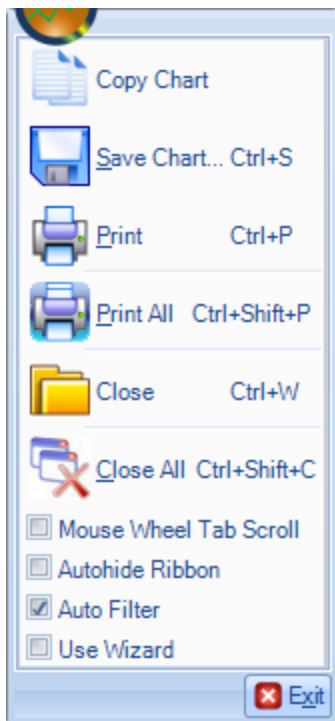 Copy Chart
Save Chart... Ctrl+S
Print Ctrl+P
Print All Ctrl+Shift+P
Close Ctrl+W
Close All Ctrl+Shift+C
Mouse Wheel Tab Scroll
Autohide Ribbon
Auto Filter
Use Wizard
Exit